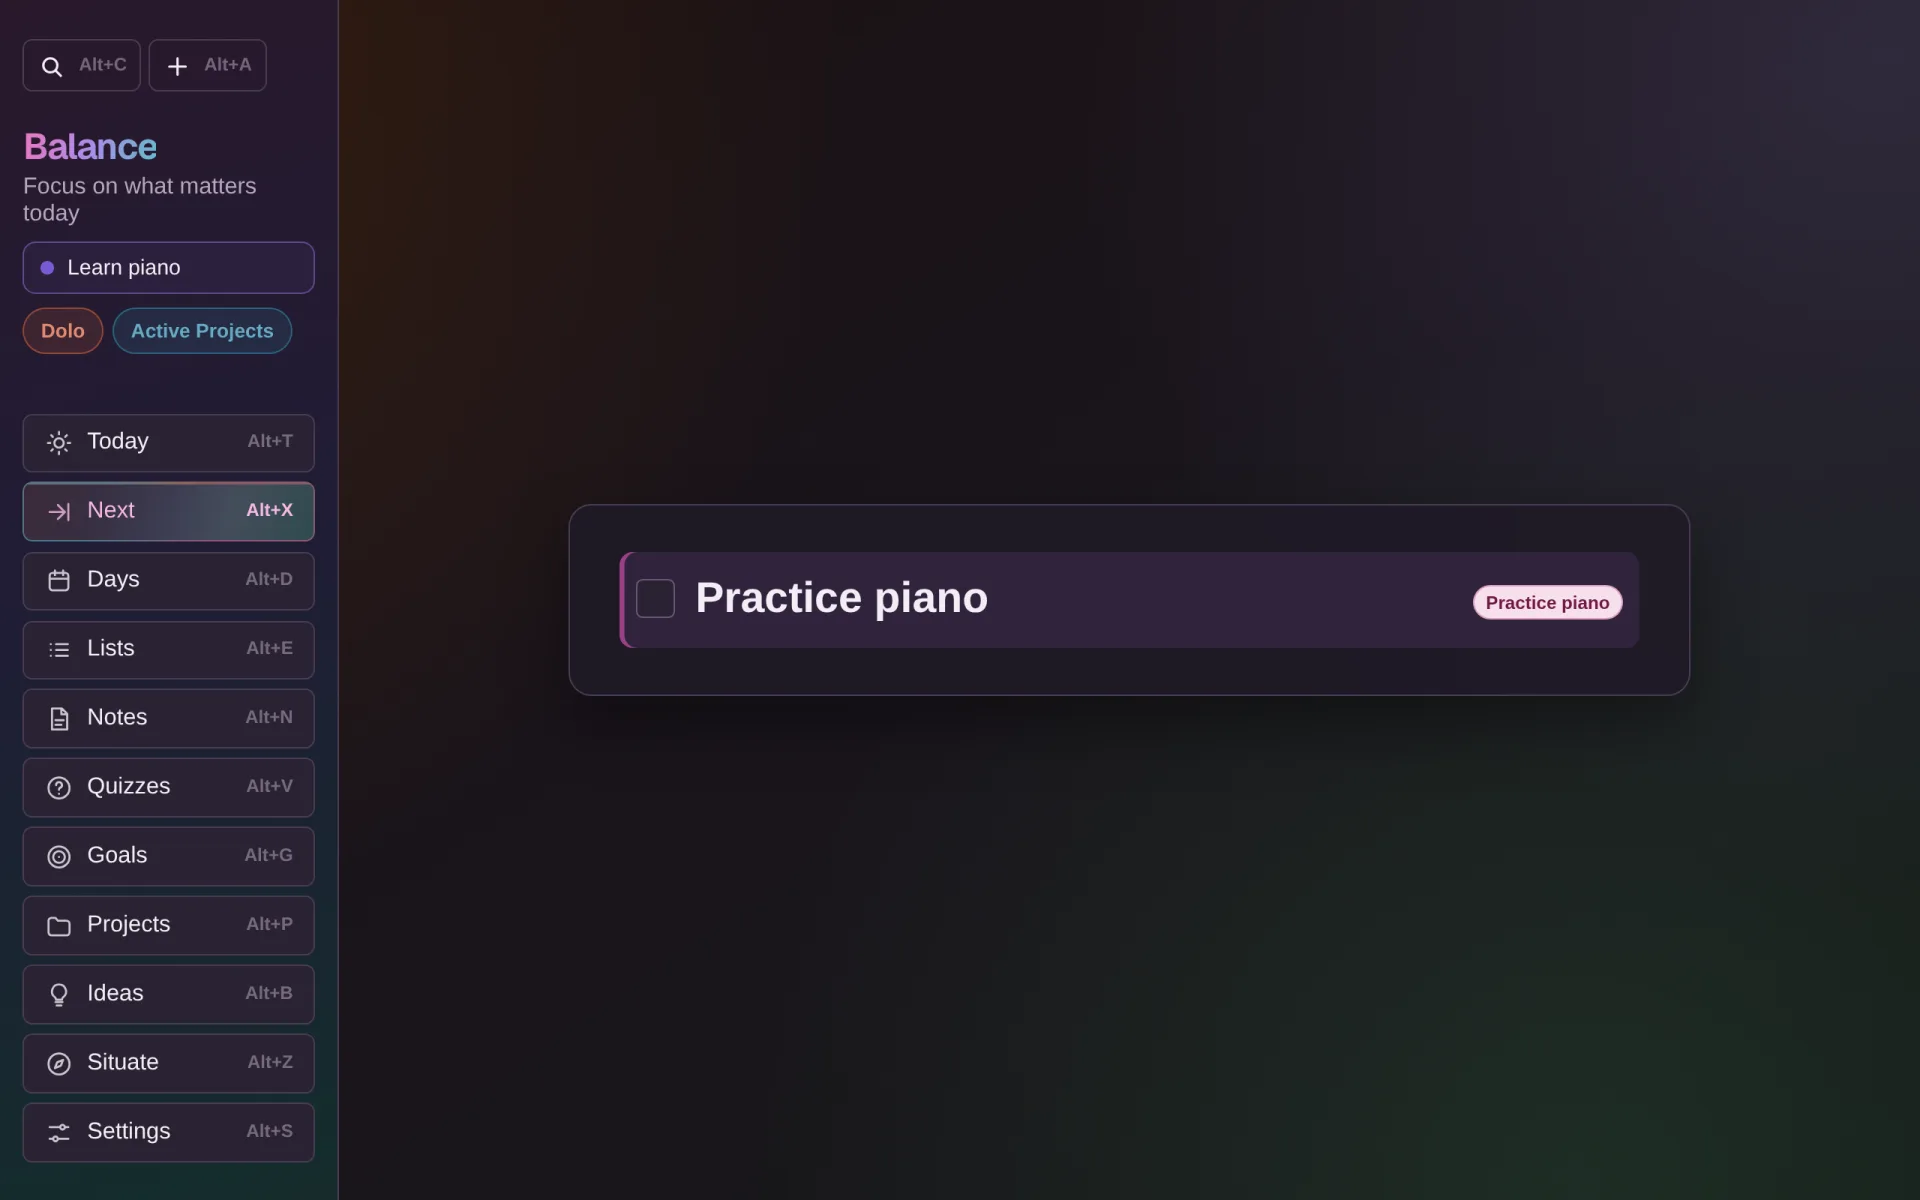 Alt+C
Alt+A
Balance
Focus on what matters
today
Learn piano
Dolo
Active Projects
Today Alt+T
Next Alt+X
Days Alt+D
Lists Alt+E
Notes Alt+N
Quizzes Alt+V
Goals Alt+G
Projects Alt+P
Ideas Alt+B
Situate Alt+Z
Settings Alt+S
Practice piano
Practice piano